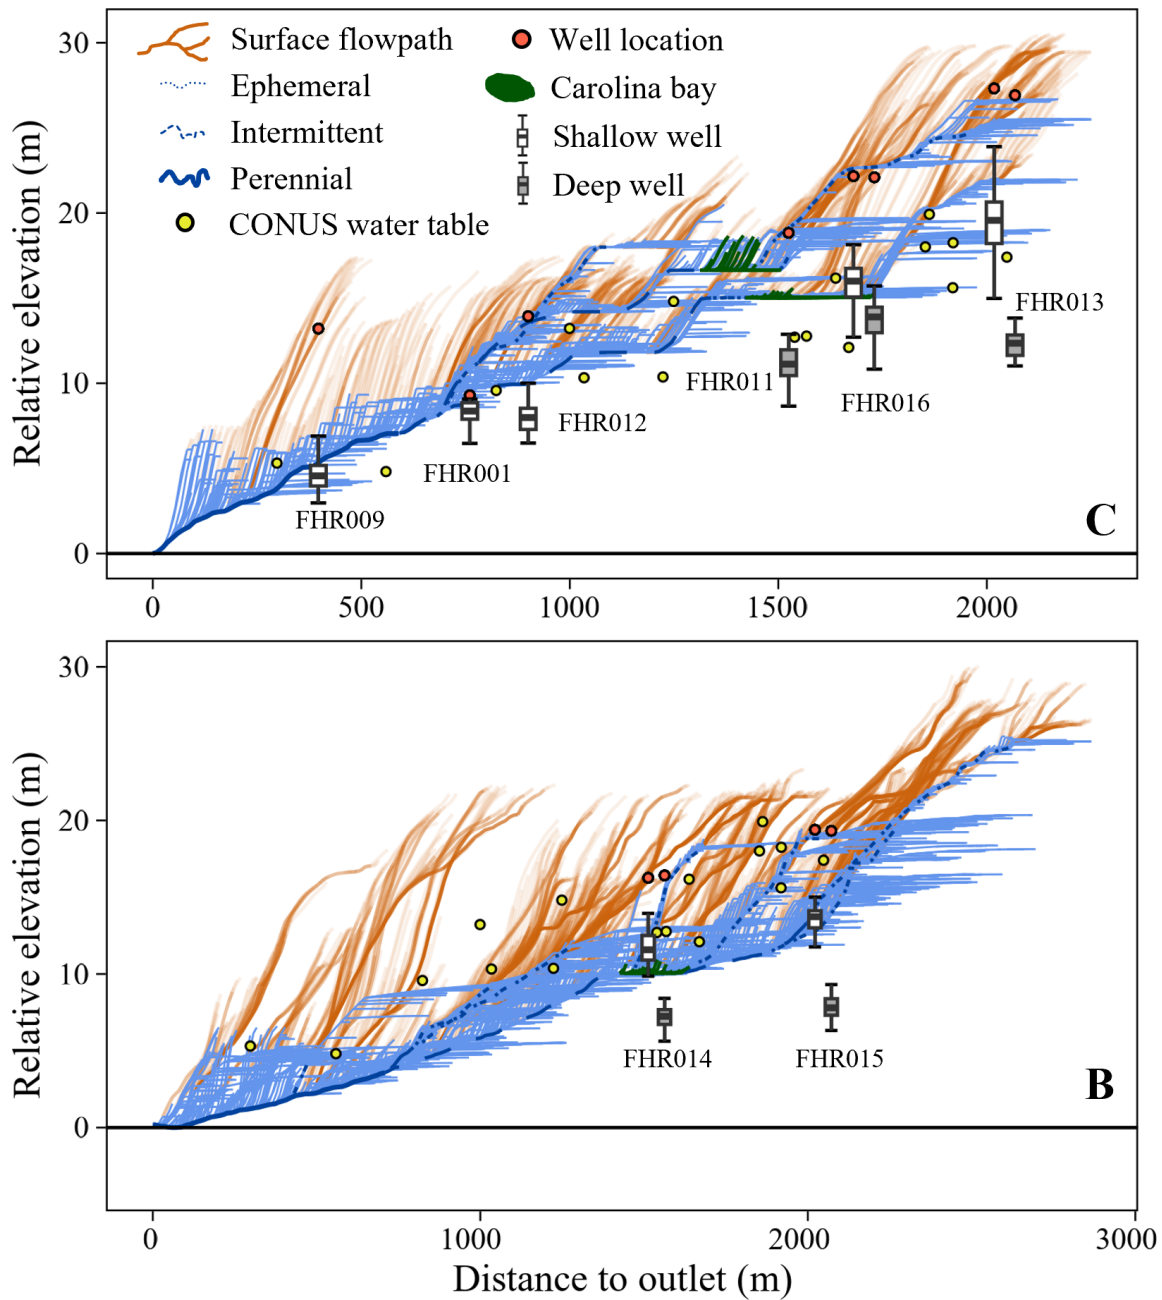 30
20
10
0
Relative elevation (m)
Surface flowpath
Ephemeral
Intermittent
Perennial
CONUS water table
Well location
Carolina bay
Shallow well
Deep well
FHR013
FHR011
FHR016
FHR012
FHR001
FHR009
C
0 500 1000 1500 2000
30
20
10
0
Relative elevation (m)
FHR014
FHR015
B
0 1000 2000 3000
Distance to outlet (m)